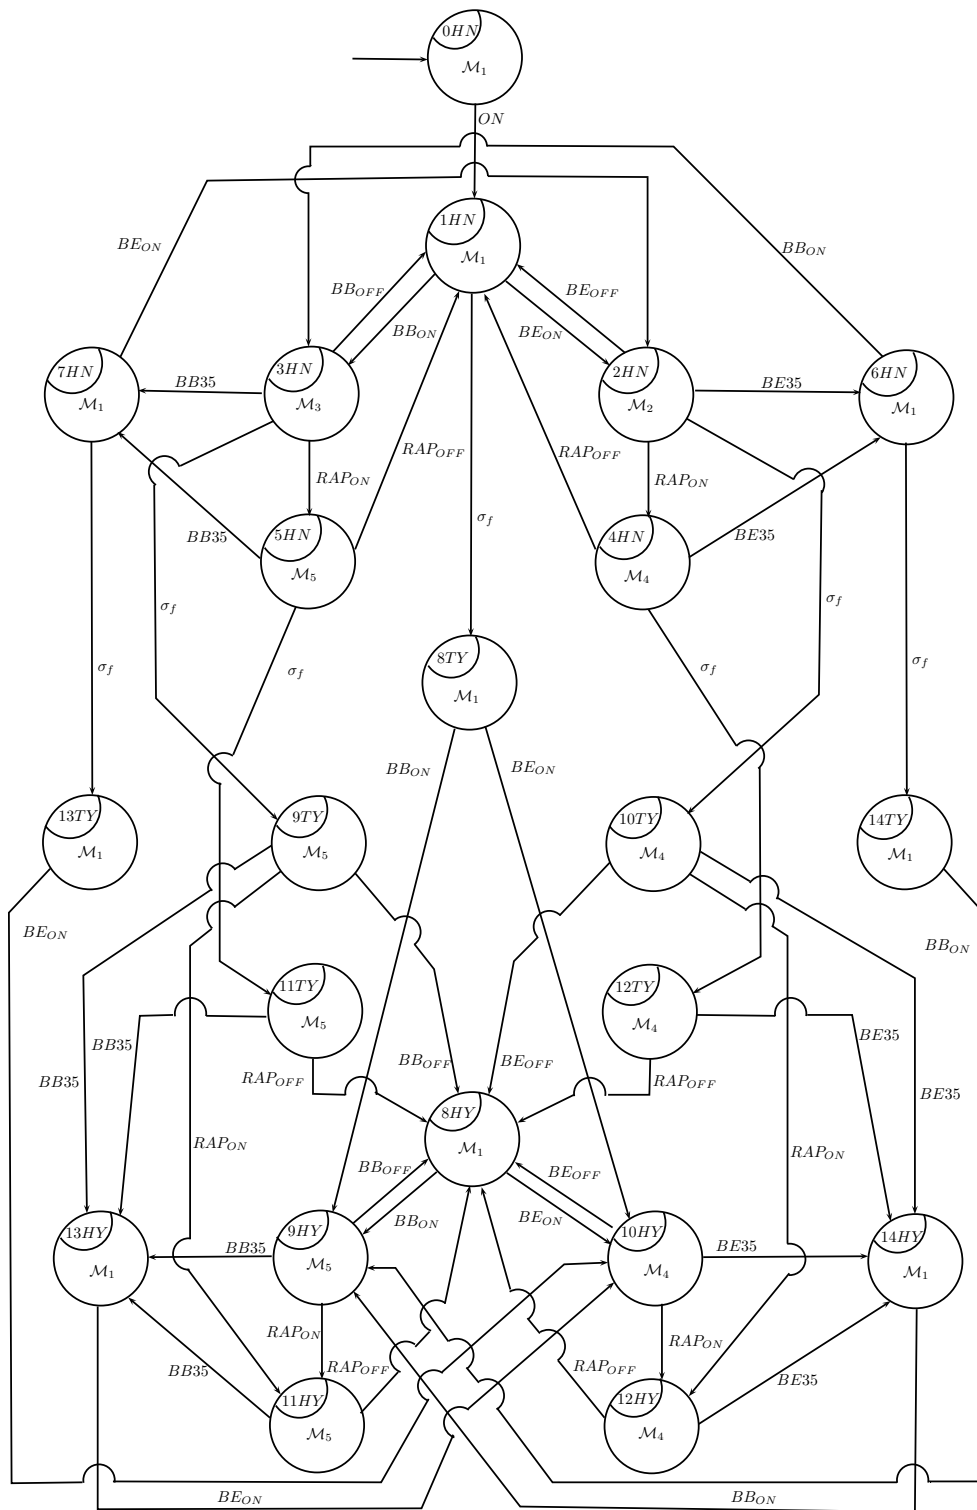 0HN
M₁
ON
1HN
M₁
BE_ON
BB_ON
BB_OFF
BE_OFF
BB_ON
BE_ON
7HN
M₁
BB35
3HN
M₃
2HN
M₂
BE35
6HN
M₁
RAP_OFF
RAP_OFF
RAP_ON
RAP_ON
σ_f
BB35
5HN
M₅
4HN
M₄
BE35
σ_f
σ_f
σ_f
σ_f
σ_f
σ_f
8TY
M₁
BB_ON
BE_ON
13TY
M₁
9TY
M₅
10TY
M₄
14TY
M₁
BE_ON
BB_ON
11TY
M₅
12TY
M₄
BB35
BE35
BB_OFF
BE_OFF
BB35
RAP_OFF
RAP_OFF
BE35
8HY
M₁
RAP_ON
RAP_ON
BB_OFF
BE_OFF
BB_ON
BE_ON
13HY
M₁
BB35
9HY
M₅
10HY
M₄
BE35
14HY
M₁
RAP_ON
RAP_ON
BB35
RAP_OFF
RAP_OFF
BE35
11HY
M₅
12HY
M₄
BE_ON
BB_ON